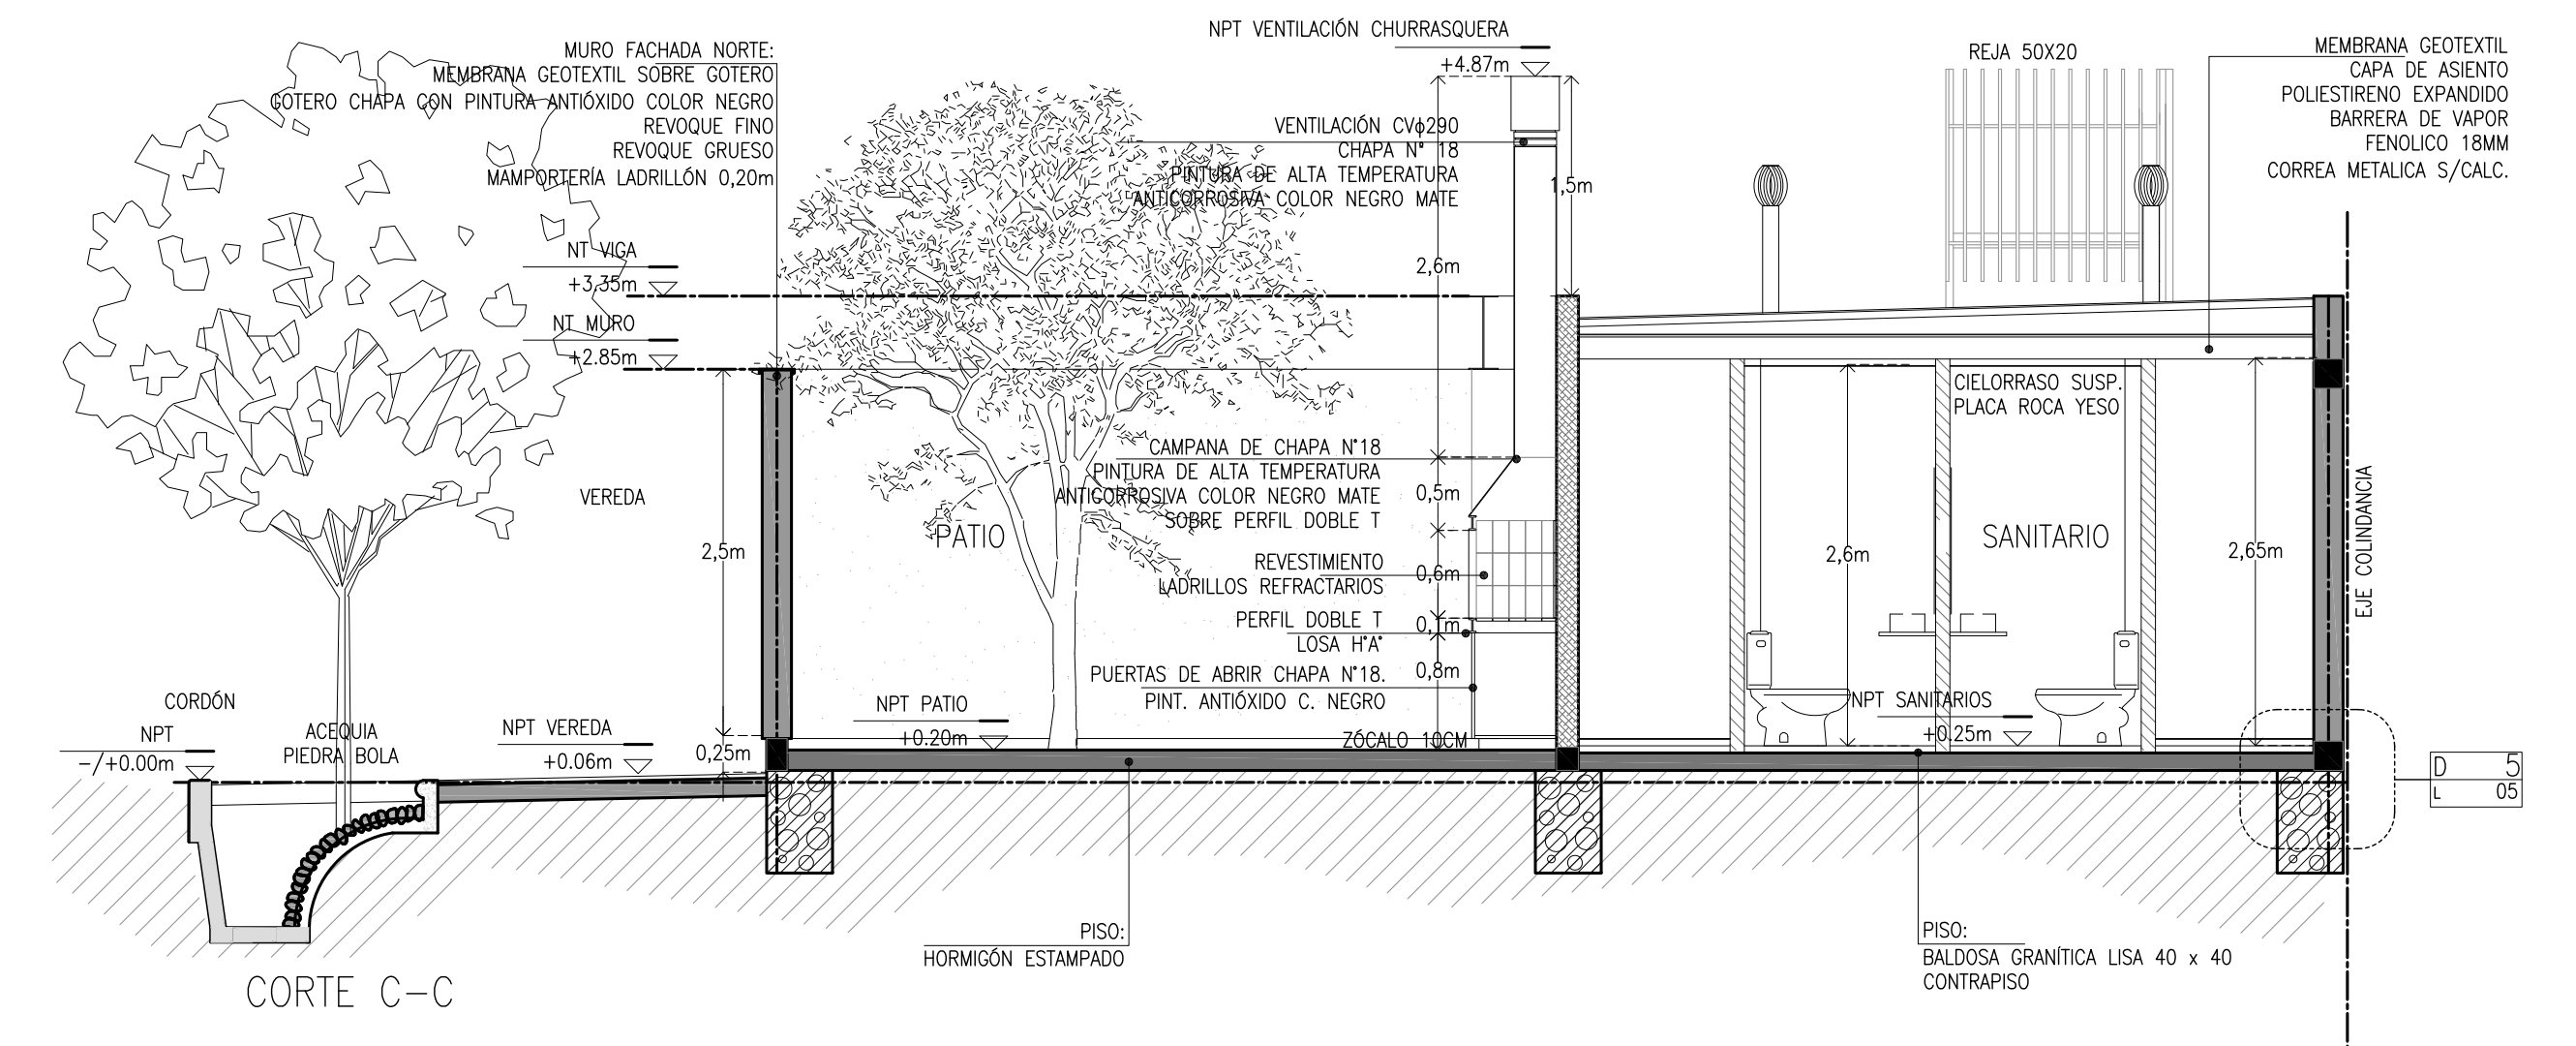 NPT VENTILACIÓN CHURRASQUERA
+4.87m
MURO FACHADA NORTE:
MEMBRANA GEOTEXTIL SOBRE GOTERO
GOTERO CHAPA CON PINTURA ANTIÓXIDO COLOR NEGRO
REVOQUE FINO
REVOQUE GRUESO
MAMPORTERÍA LADRILLÓN 0,20m
REJA 50X20
MEMBRANA GEOTEXTIL
CAPA DE ASIENTO
POLIESTIRENO EXPANDIDO
BARRERA DE VAPOR
FENOLICO 18MM
CORREA METALICA S/CALC.
VENTILACIÓN CVϕ290
CHAPA N° 18
PINTURA DE ALTA TEMPERATURA
ANTICORROSIVA COLOR NEGRO MATE
1,5m
NT VIGA
+3,35m
2,6m
NT MURO
+2.85m
CIELORRASO SUSP.
PLACA ROCA YESO
CAMPANA DE CHAPA N°18
PINTURA DE ALTA TEMPERATURA
ANTICORROSIVA COLOR NEGRO MATE
SOBRE PERFIL DOBLE T
0,5m
VEREDA
PATIO
SANITARIO
2,5m
2,6m
2,65m
EJE COLINDANCIA
REVESTIMIENTO
LADRILLOS REFRACTARIOS
0,6m
PERFIL DOBLE T
LOSA H°A°
0,1m
PUERTAS DE ABRIR CHAPA N°18.
PINT. ANTIÓXIDO C. NEGRO
0,8m
CORDÓN
NPT
-/+0.00m
ACEQUIA
PIEDRA BOLA
NPT VEREDA
+0.06m
0,25m
NPT PATIO
+0.20m
ZÓCALO 10CM
NPT SANITARIOS
+0.25m
D 5
L 05
PISO:
HORMIGÓN ESTAMPADO
PISO:
BALDOSA GRANÍTICA LISA 40 x 40
CONTRAPISO
CORTE C-C